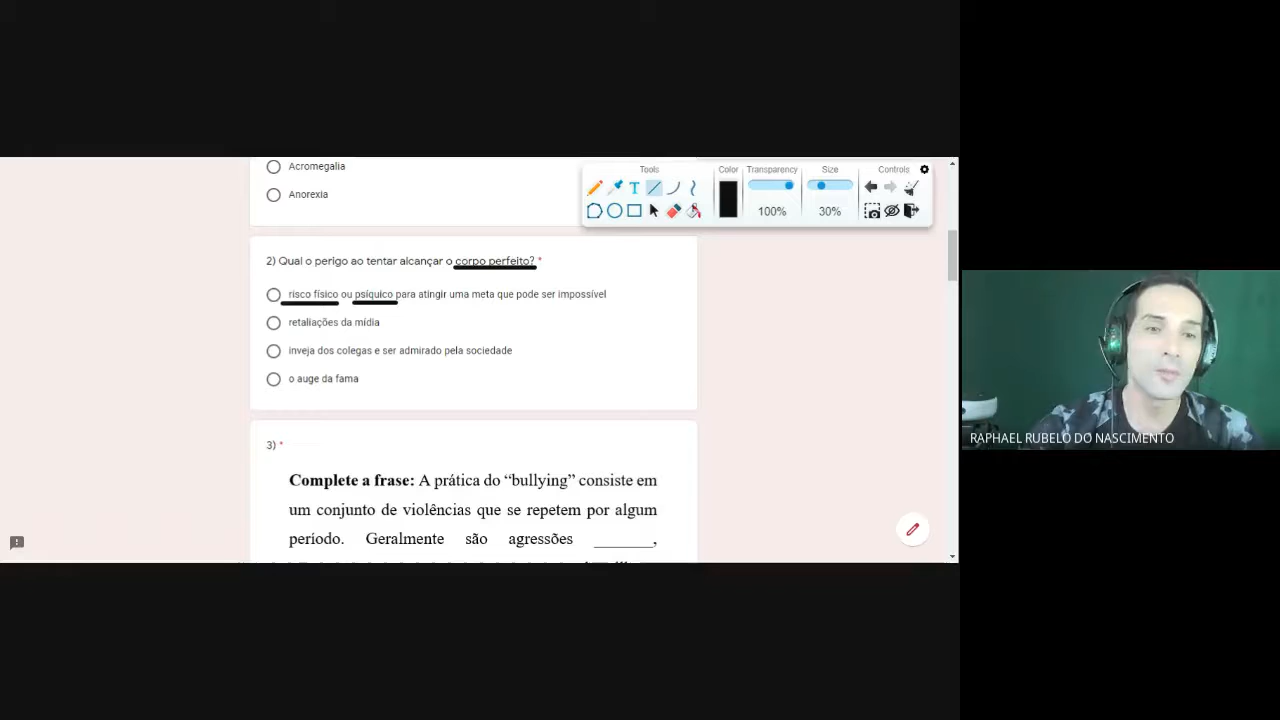 Acromegalia
Anorexia
Tools
Color
Transparency
Size
Controls
T
100%
30%
2) Qual o perigo ao tentar alcançar o corpo perfeito? *
risco físico ou psíquico para atingir uma meta que pode ser impossível
retaliações da mídia
inveja dos colegas e ser admirado pela sociedade
o auge da fama
3) *
Complete a frase: A prática do “bullying” consiste em
um conjunto de violências que se repetem por algum
período. Geralmente são agressões _______,
RAPHAEL RUBELO DO NASCIMENTO